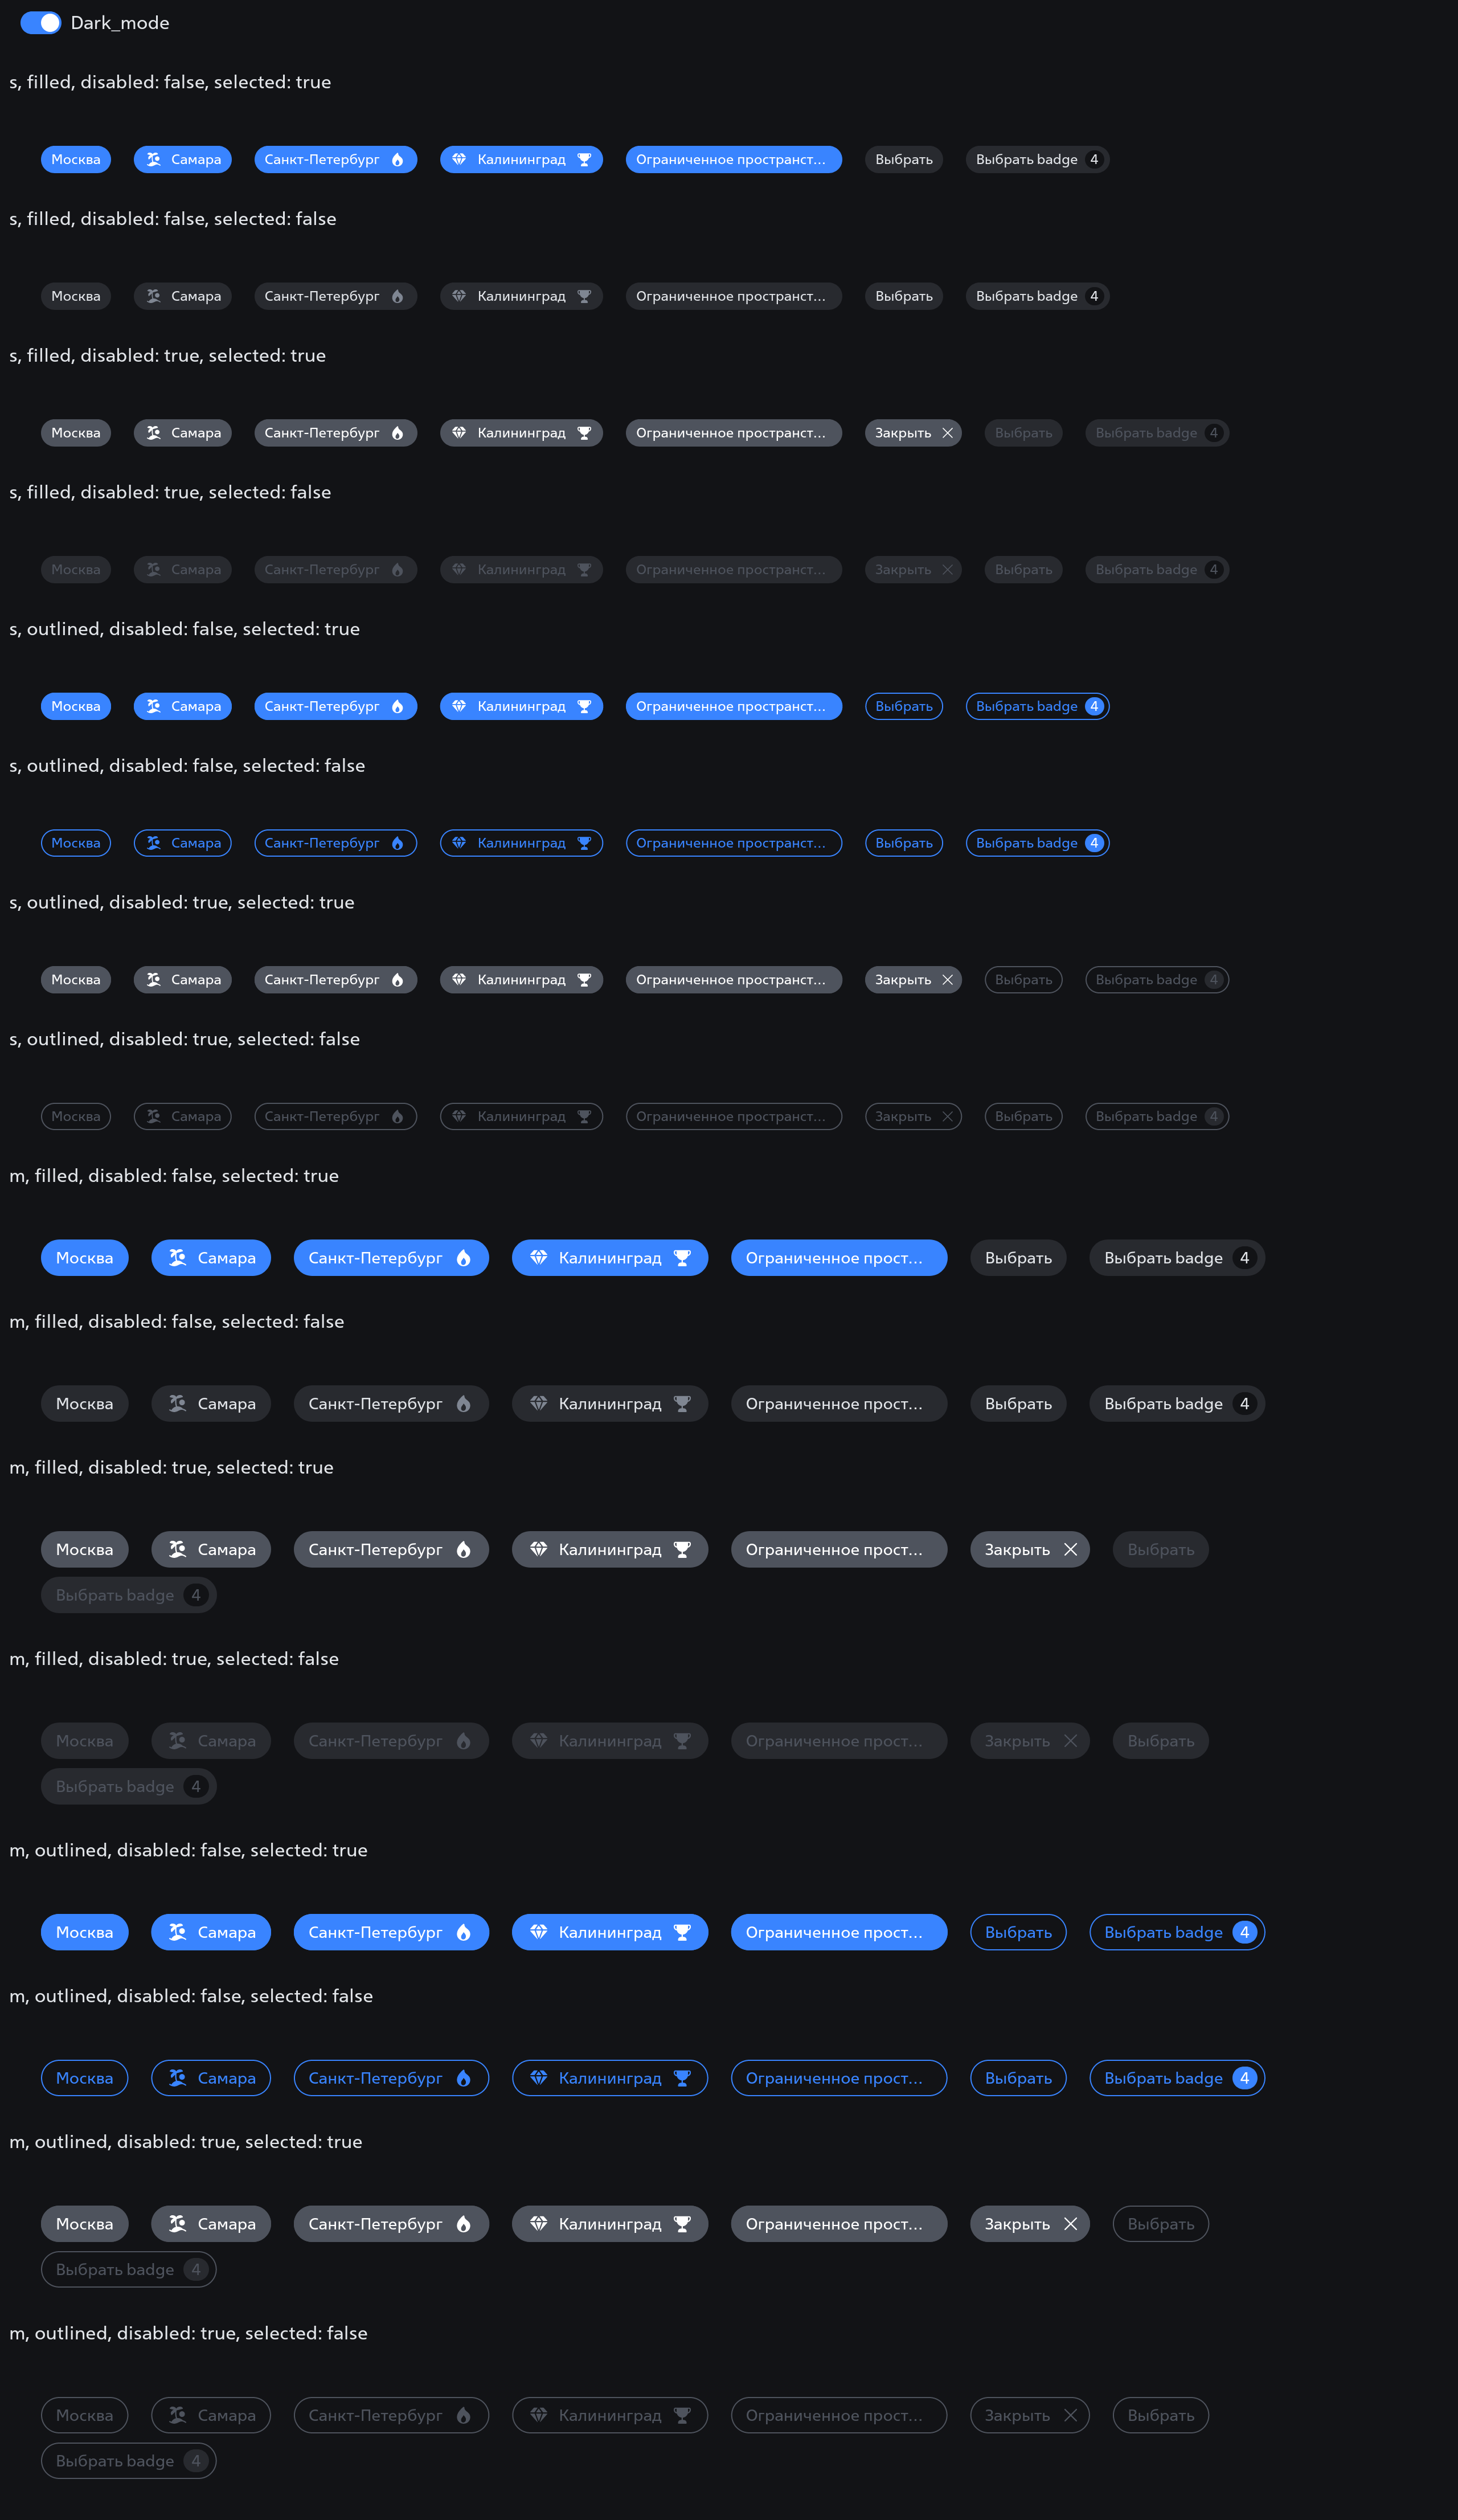 Dark_mode
s, filled, disabled: false, selected: true
Москва Самара Санкт-Петербург Калининград Ограниченное пространст... Выбрать Выбрать badge 4
s, filled, disabled: false, selected: false
Москва Самара Санкт-Петербург Калининград Ограниченное пространст... Выбрать Выбрать badge 4
s, filled, disabled: true, selected: true
Москва Самара Санкт-Петербург Калининград Ограниченное пространст... Закрыть Выбрать Выбрать badge 4
s, filled, disabled: true, selected: false
Москва Самара Санкт-Петербург Калининград Ограниченное пространст... Закрыть Выбрать Выбрать badge 4
s, outlined, disabled: false, selected: true
Москва Самара Санкт-Петербург Калининград Ограниченное пространст... Выбрать Выбрать badge 4
s, outlined, disabled: false, selected: false
Москва Самара Санкт-Петербург Калининград Ограниченное пространст... Выбрать Выбрать badge 4
s, outlined, disabled: true, selected: true
Москва Самара Санкт-Петербург Калининград Ограниченное пространст... Закрыть Выбрать Выбрать badge 4
s, outlined, disabled: true, selected: false
Москва Самара Санкт-Петербург Калининград Ограниченное пространст... Закрыть Выбрать Выбрать badge 4
m, filled, disabled: false, selected: true
Москва Самара Санкт-Петербург Калининград Ограниченное прост... Выбрать Выбрать badge 4
m, filled, disabled: false, selected: false
Москва Самара Санкт-Петербург Калининград Ограниченное прост... Выбрать Выбрать badge 4
m, filled, disabled: true, selected: true
Москва Самара Санкт-Петербург Калининград Ограниченное прост... Закрыть Выбрать
Выбрать badge 4
m, filled, disabled: true, selected: false
Москва Самара Санкт-Петербург Калининград Ограниченное прост... Закрыть Выбрать
Выбрать badge 4
m, outlined, disabled: false, selected: true
Москва Самара Санкт-Петербург Калининград Ограниченное прост... Выбрать Выбрать badge 4
m, outlined, disabled: false, selected: false
Москва Самара Санкт-Петербург Калининград Ограниченное прост... Выбрать Выбрать badge 4
m, outlined, disabled: true, selected: true
Москва Самара Санкт-Петербург Калининград Ограниченное прост... Закрыть Выбрать
Выбрать badge 4
m, outlined, disabled: true, selected: false
Москва Самара Санкт-Петербург Калининград Ограниченное прост... Закрыть Выбрать
Выбрать badge 4